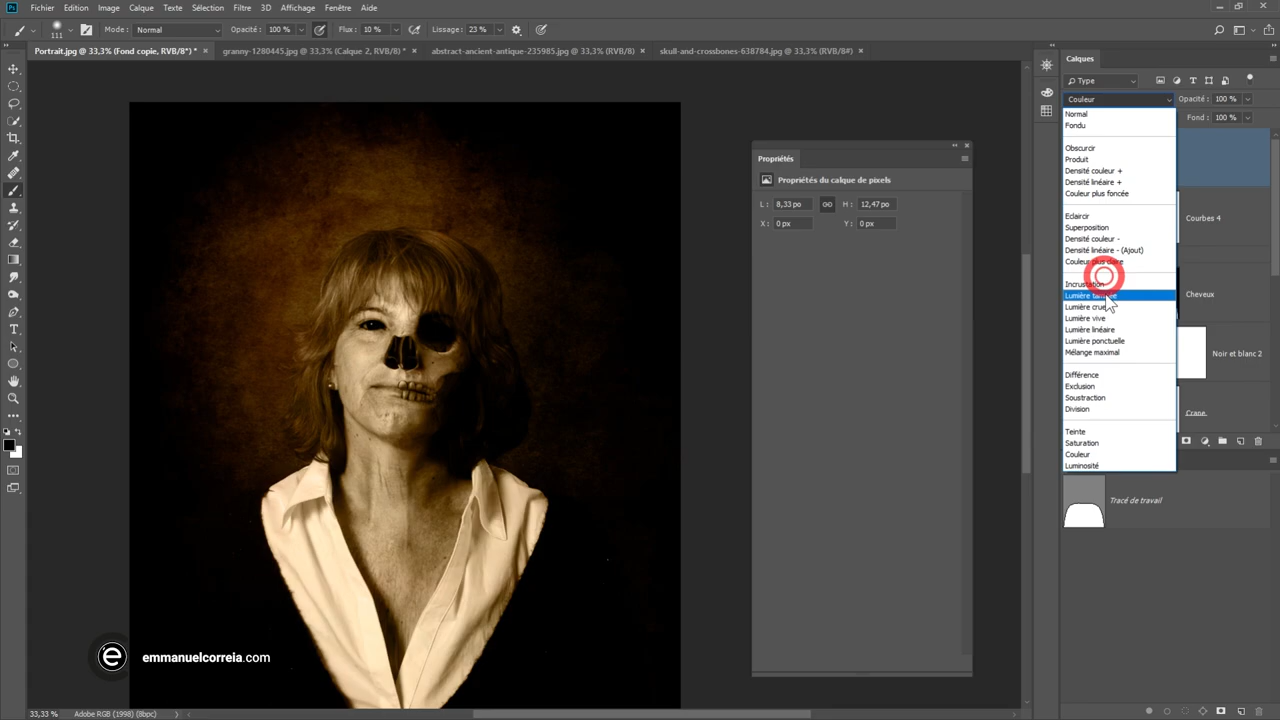 Ps Fichier Edition Image Calque Texte Sélection Filtre 3D Affichage Fenêtre Aide
111 Mode : Normal Opacité : 100 % Flux : 10 % Lissage : 23 %
Portrait.jpg @ 33,3% (Fond copie, RVB/8*) * × granny-1280445.jpg @ 33,3% (Calque 2, RVB/8) * × abstract-ancient-antique-235985.jpg @ 33,3% (RVB/8) × skull-and-crossbones-638784.jpg @ 33,3% (RVB/8#) ×
Calques
Type
Couleur Opacité : 100 %
Fond : 100 %
Normal
Fondu
Obscurcir
Produit
Densité couleur +
Densité linéaire +
Couleur plus foncée
Eclaircir
Superposition
Densité couleur -
Densité linéaire - (Ajout)
Couleur plus claire
Incrustation
Lumière tamisée
Lumière crue
Lumière vive
Lumière linéaire
Lumière ponctuelle
Mélange maximal
Différence
Exclusion
Soustraction
Division
Teinte
Saturation
Couleur
Luminosité
Courbes 4
Cheveux
Noir et blanc 2
Crane
Tracé de travail
Propriétés
Propriétés du calque de pixels
L : 8,33 po H : 12,47 po
X : 0 px Y : 0 px
e emmanuelcorreia.com
33,33 % Adobe RGB (1998) (8bpc)